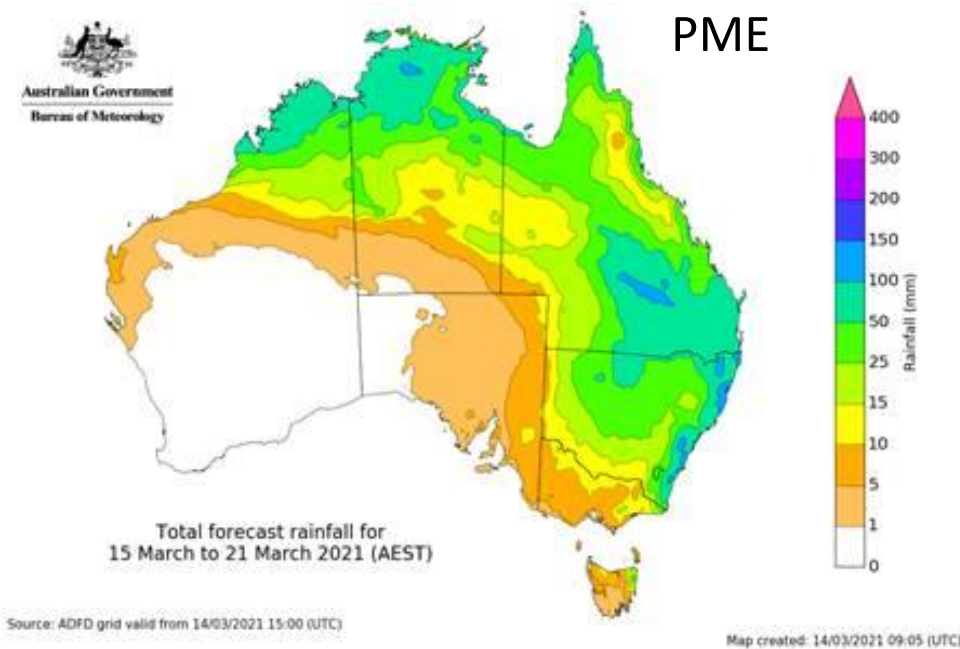 PME
Australian Government
Bureau of Meteorology
400
300
200
150
100
50
25
15
10
5
1
0
Rainfall (mm)
Total forecast rainfall for
15 March to 21 March 2021 (AEST)
Source: ADFD grid valid from 14/03/2021 15:00 (UTC)
Map created: 14/03/2021 09:05 (UTC)